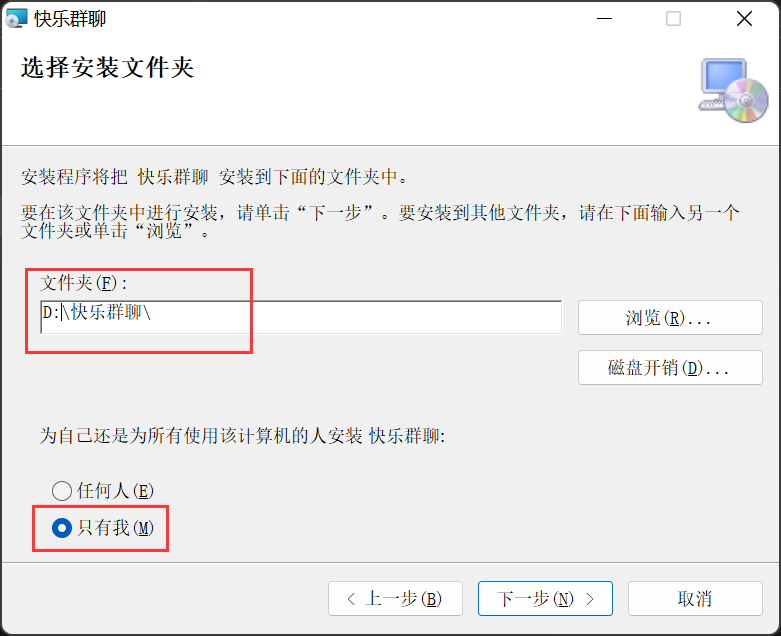 快乐群聊
选择安装文件夹
安装程序将把 快乐群聊 安装到下面的文件夹中。
要在该文件夹中进行安装，请单击“下一步”。要安装到其他文件夹，请在下面输入另一个
文件夹或单击“浏览”。
文件夹(F):
D:\快乐群聊\
浏览(R)...
磁盘开销(D)...
为自己还是为所有使用该计算机的人安装 快乐群聊:
任何人(E)
只有我(M)
< 上一步(B)
下一步(N) >
取消